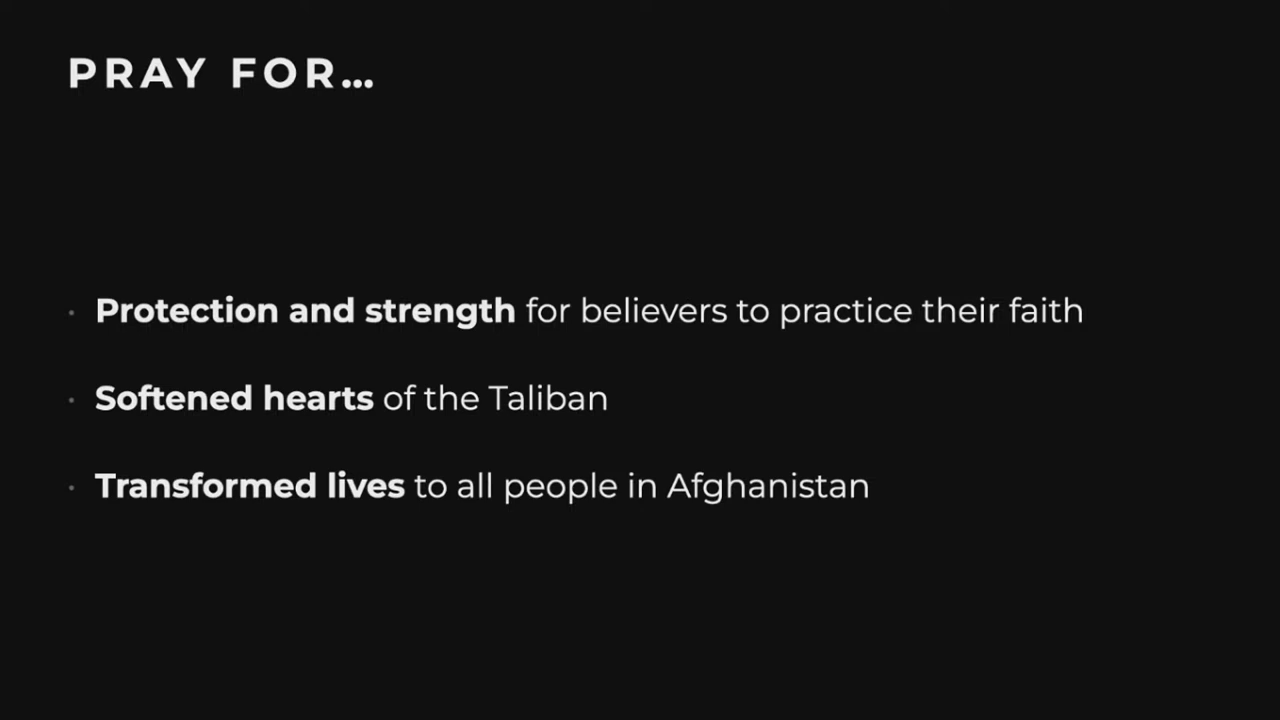 PRAY FOR…
· Protection and strength for believers to practice their faith
· Softened hearts of the Taliban
· Transformed lives to all people in Afghanistan